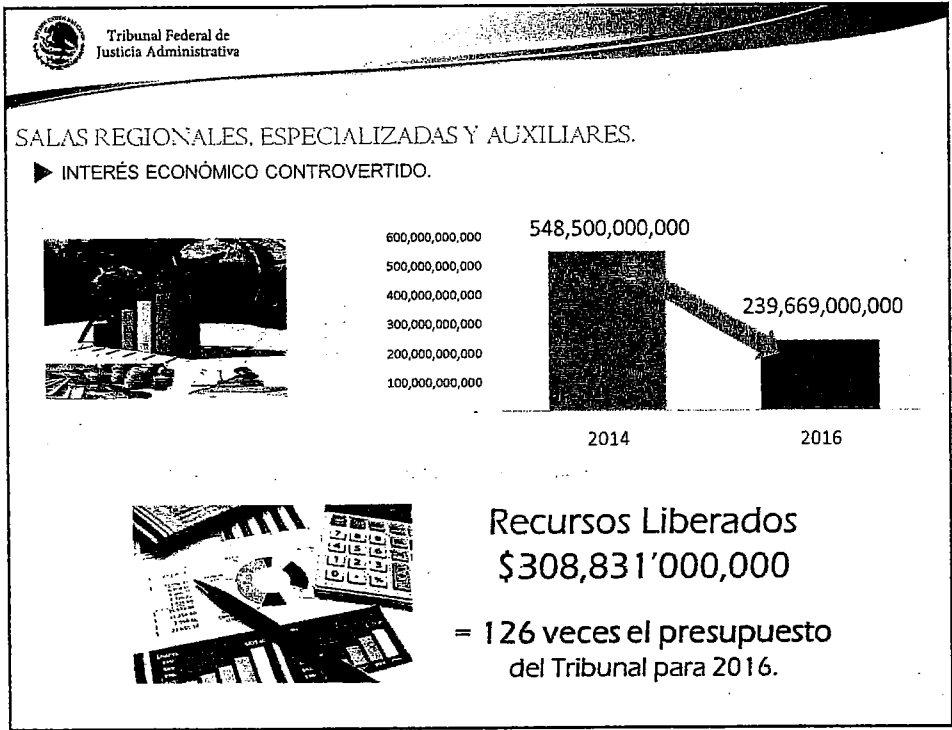 Tribunal Federal de
Justicia Administrativa
SALAS REGIONALES, ESPECIALIZADAS Y AUXILIARES.
INTERÉS ECONÓMICO CONTROVERTIDO.
600,000,000,000
500,000,000,000
400,000,000,000
300,000,000,000
200,000,000,000
100,000,000,000
548,500,000,000
239,669,000,000
2014
2016
Recursos Liberados
$308,831'000,000
= 126 veces el presupuesto
del Tribunal para 2016.